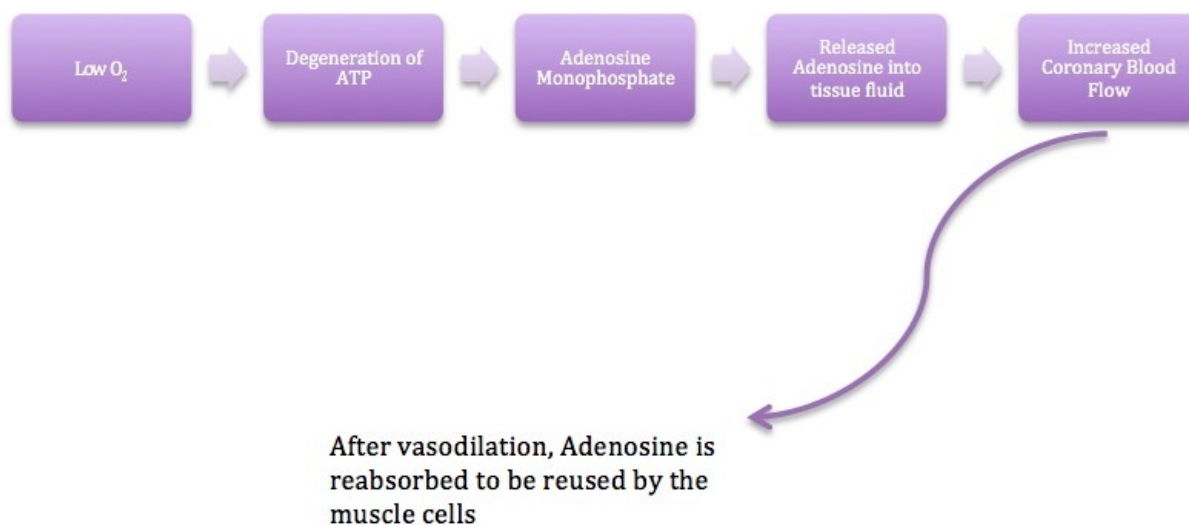 Low O₂
Degeneration of
ATP
Adenosine
Monophosphate
Released
Adenosine into
tissue fluid
Increased
Coronary Blood
Flow
After vasodilation, Adenosine is
reabsorbed to be reused by the
muscle cells